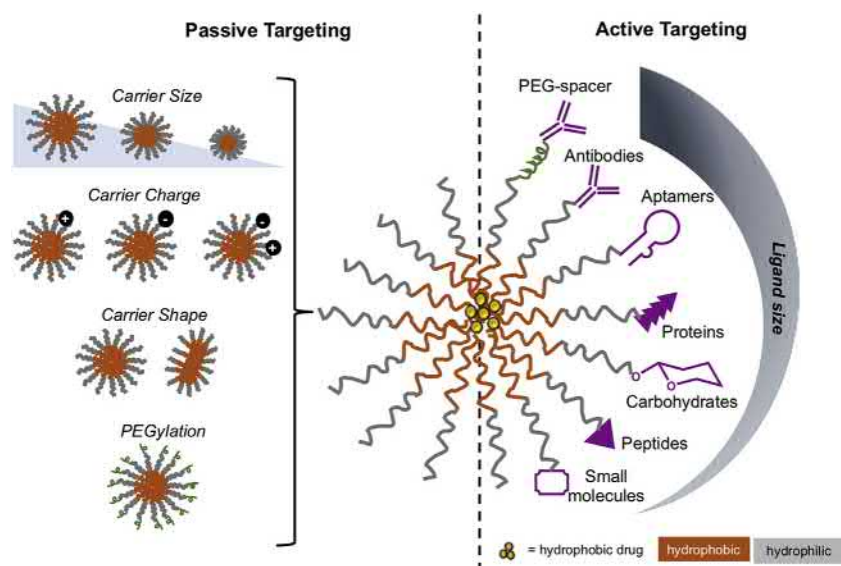 Passive Targeting
Carrier Size
Carrier Charge
+
-
-
+
Carrier Shape
PEGylation
Active Targeting
PEG-spacer
Antibodies
Aptamers
Proteins
O
O
Carbohydrates
Peptides
Small
molecules
Ligand size
= hydrophobic drug
hydrophobic
hydrophilic